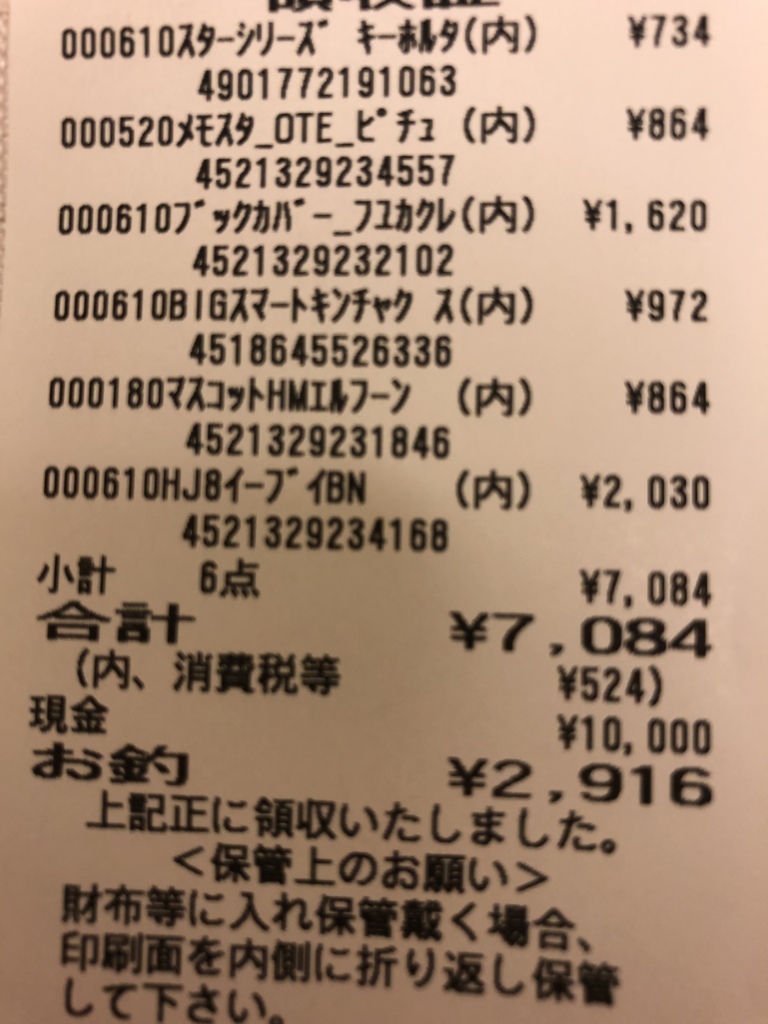 領収証
000610スターシリーズ キーホルタ(内) ¥734
4901772191063
000520メモスタ_OTE_ピチュ (内) ¥864
4521329234557
000610ブックカバー_フユカクレ(内) ¥1,620
4521329232102
000610BIGスマートキンチャク ス(内) ¥972
4518645526336
000180マスコットHMエルフーン (内) ¥864
4521329231846
000610HJ8イーブイBN (内) ¥2,030
4521329234168
小計 6点 ¥7,084
合計 ¥7,084
(内、消費税等 ¥524)
現金 ¥10,000
お釣 ¥2,916
上記正に領収いたしました。
<保管上のお願い>
財布等に入れ保管戴く場合、
印刷面を内側に折り返し保管
して下さい。